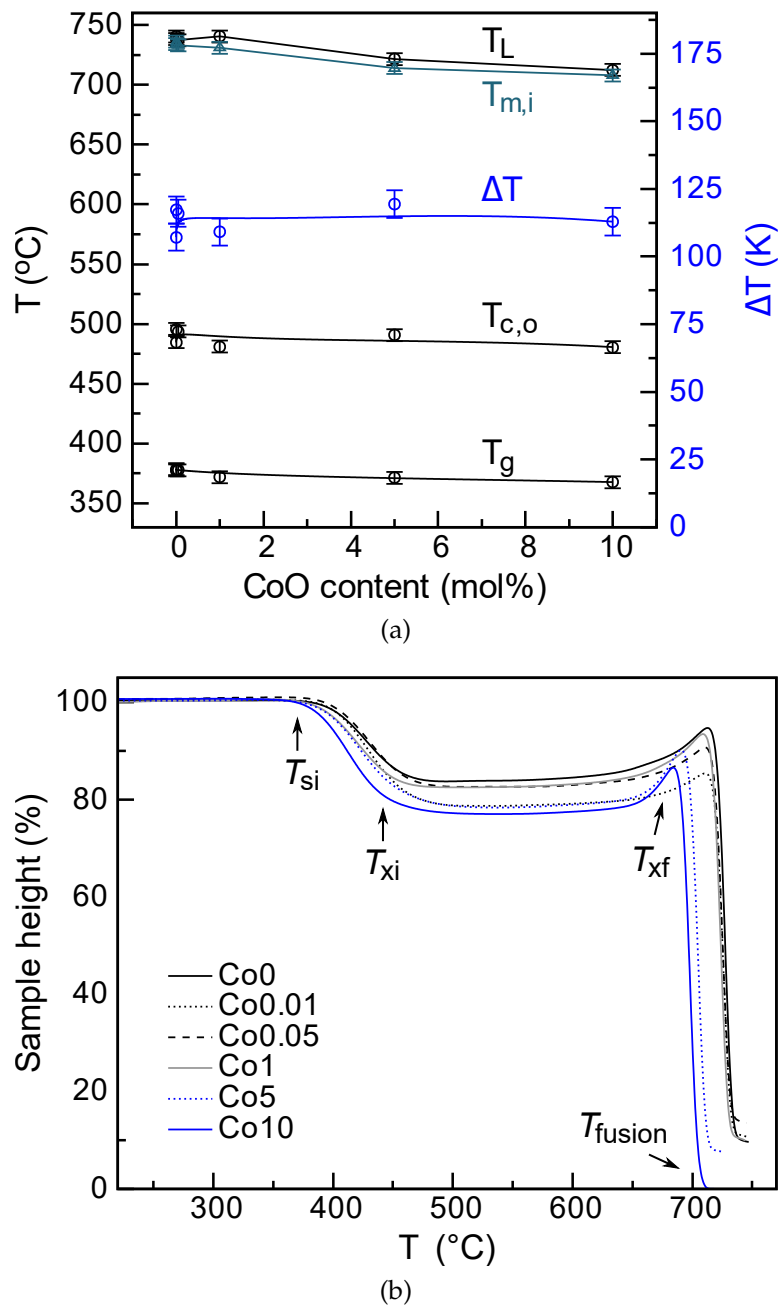 750
700
650
600
550
500
450
400
350
T (°C)
175
150
125
100
75
50
25
0
ΔT (K)
T_L
T_m,i
ΔT
T_c,o
T_g
0 2 4 6 8 10
CoO content (mol%)
(a)
100
80
60
40
20
0
Sample height (%)
T_si
T_xi
T_xf
T_fusion
Co0
Co0.01
Co0.05
Co1
Co5
Co10
300 400 500 600 700
T (°C)
(b)